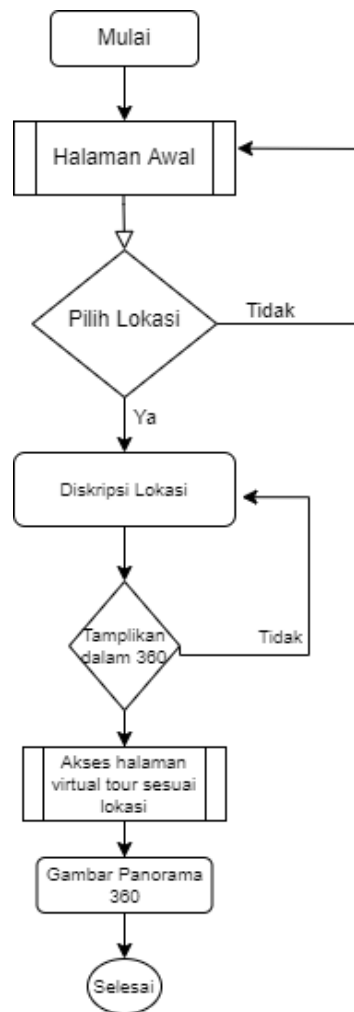 Mulai
Halaman Awal
Pilih Lokasi
Tidak
Ya
Diskripsi Lokasi
Tamplikan
dalam 360
Tidak
Akses halaman
virtual tour sesuai
lokasi
Gambar Panorama
360
Selesai